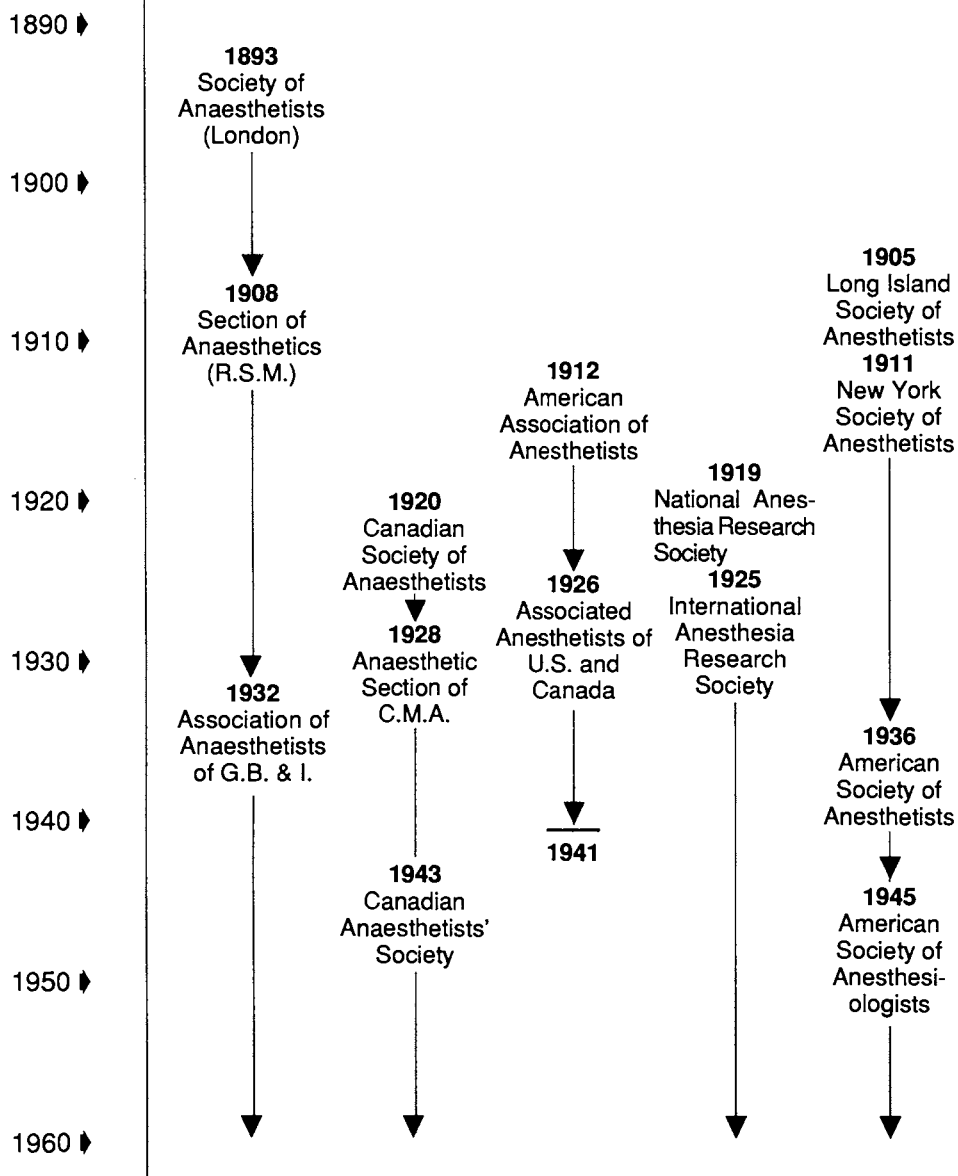 1890
1900
1910
1920
1930
1940
1950
1960
1893
Society of
Anaesthetists
(London)
1908
Section of
Anaesthetics
(R.S.M.)
1932
Association of
Anaesthetists
of G.B. & I.
1920
Canadian
Society of
Anaesthetists
1928
Anaesthetic
Section of
C.M.A.
1943
Canadian
Anaesthetists'
Society
1912
American
Association of
Anesthetists
1926
Associated
Anesthetists of
U.S. and
Canada
1941
1919
National Anes-
thesia Research
Society
1925
International
Anesthesia
Research
Society
1905
Long Island
Society of
Anesthetists
1911
New York
Society of
Anesthetists
1936
American
Society of
Anesthetists
1945
American
Society of
Anesthesi-
ologists